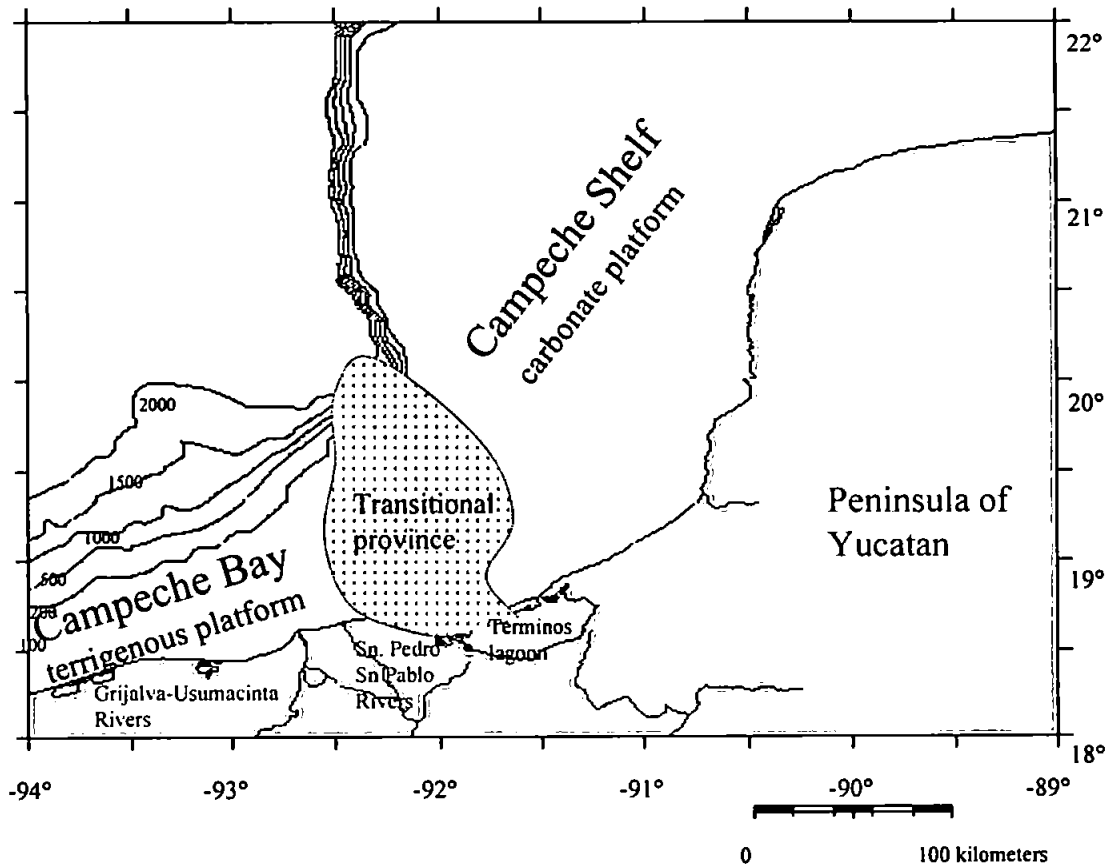 22°
Campeche Shelf
carbonate platform
21°
2000
20°
1500
Transitional
province
Peninsula of
Yucatan
1000
500
19°
200
Campeche Bay
terrigenous platform
100
Terminos
lagoon
Sn. Pedro
Sn Pablo
Rivers
Grijalva-Usumacinta
Rivers
18°
-94°
-93°
-92°
-91°
-90°
-89°
0
100 kilometers